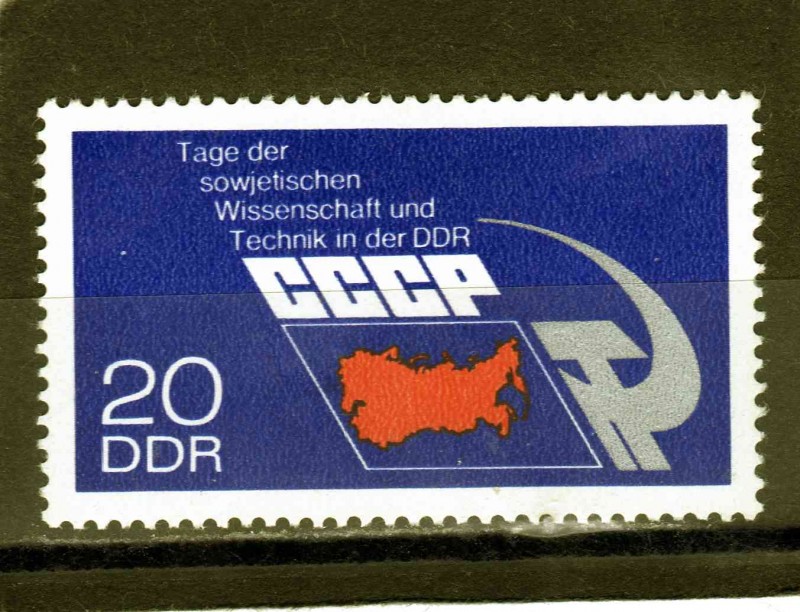 Tage der
sowjetischen
Wissenschaft und
Technik in der DDR
СССР
20
DDR